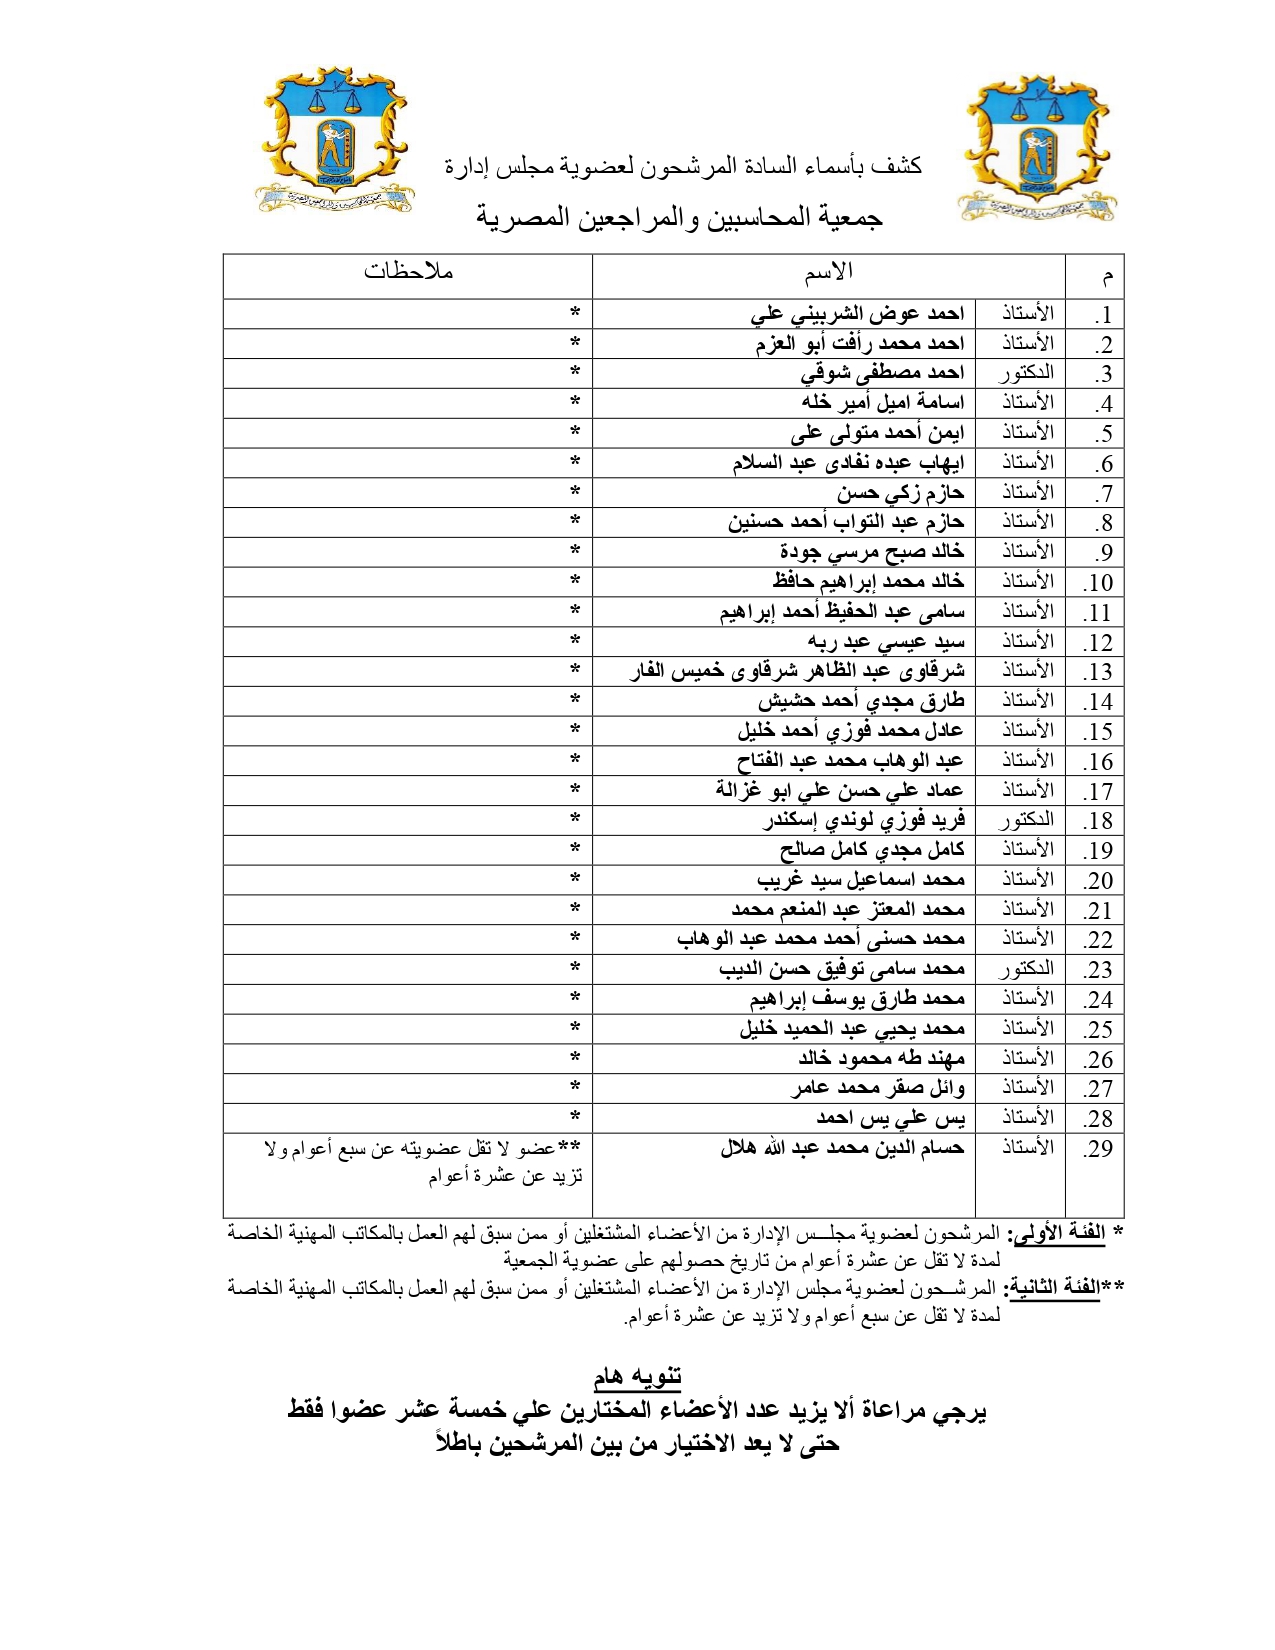 كشف بأسماء السادة المرشحون لعضوية مجلس إدارة
جمعية المحاسبين والمراجعين المصرية
م الاسم ملاحظات
1. الأستاذ احمد عوض الشربيني علي *
2. الأستاذ احمد محمد رأفت أبو العزم *
3. الدكتور احمد مصطفى شوقي *
4. الأستاذ اسامة اميل أمير خله *
5. الأستاذ ايمن أحمد متولى على *
6. الأستاذ ايهاب عبده نفادى عبد السلام *
7. الأستاذ حازم زكي حسن *
8. الأستاذ حازم عبد التواب أحمد حسنين *
9. الأستاذ خالد صبح مرسي جودة *
10. الأستاذ خالد محمد إبراهيم حافظ *
11. الأستاذ سامى عبد الحفيظ أحمد إبراهيم *
12. الأستاذ سيد عيسي عبد ربه *
13. الأستاذ شرقاوى عبد الظاهر شرقاوى خميس الفار *
14. الأستاذ طارق مجدي أحمد حشيش *
15. الأستاذ عادل محمد فوزي أحمد خليل *
16. الأستاذ عبد الوهاب محمد عبد الفتاح *
17. الأستاذ عماد علي حسن علي ابو غزالة *
18. الدكتور فريد فوزي لوندي إسكندر *
19. الأستاذ كامل مجدي كامل صالح *
20. الأستاذ محمد اسماعيل سيد غريب *
21. الأستاذ محمد المعتز عبد المنعم محمد *
22. الأستاذ محمد حسنى أحمد محمد عبد الوهاب *
23. الدكتور محمد سامى توفيق حسن الديب *
24. الأستاذ محمد طارق يوسف إبراهيم *
25. الأستاذ محمد يحيي عبد الحميد خليل *
26. الأستاذ مهند طه محمود خالد *
27. الأستاذ وائل صقر محمد عامر *
28. الأستاذ يس علي يس احمد *
29. الأستاذ حسام الدين محمد عبد الله هلال **عضو لا تقل عضويته عن سبع أعوام ولا
تزيد عن عشرة أعوام
* الفئة الأولى: المرشحون لعضوية مجلـــس الإدارة من الأعضاء المشتغلين أو ممن سبق لهم العمل بالمكاتب المهنية الخاصة
لمدة لا تقل عن عشرة أعوام من تاريخ حصولهم على عضوية الجمعية
**الفئة الثانية: المرشــحون لعضوية مجلس الإدارة من الأعضاء المشتغلين أو ممن سبق لهم العمل بالمكاتب المهنية الخاصة
لمدة لا تقل عن سبع أعوام ولا تزيد عن عشرة أعوام.
تنويه هام
يرجي مراعاة ألا يزيد عدد الأعضاء المختارين علي خمسة عشر عضوا فقط
حتى لا يعد الاختيار من بين المرشحين باطلاً